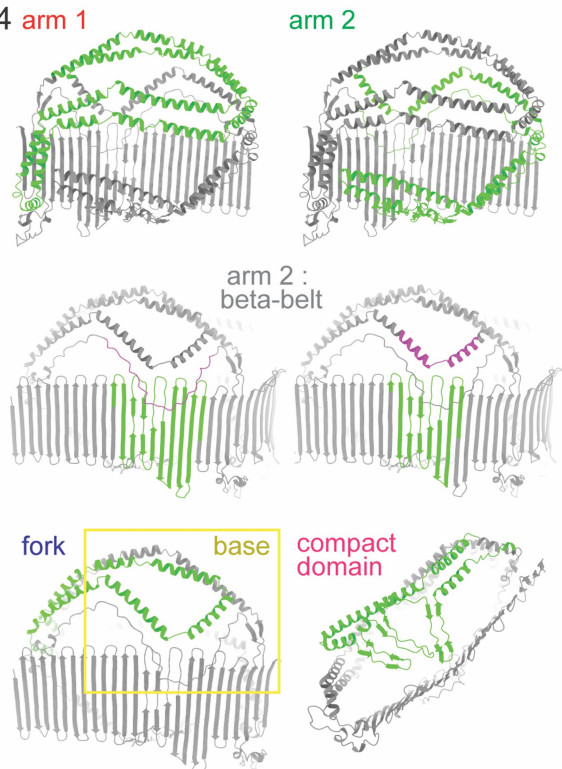 4 arm 1
arm 2
arm 2 :
beta-belt
fork
base
compact
domain